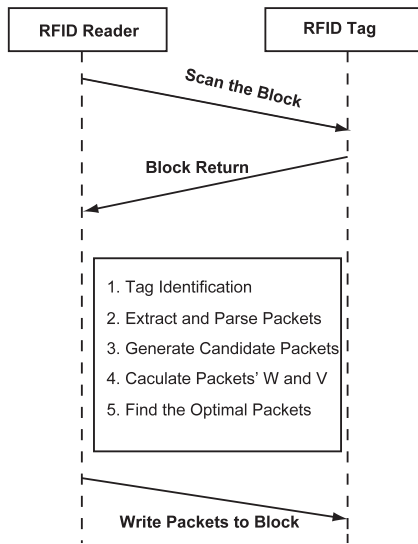 RFID Reader
RFID Tag
Scan the Block
Block Return
1. Tag Identification
2. Extract and Parse Packets
3. Generate Candidate Packets
4. Caculate Packets' W and V
5. Find the Optimal Packets
Write Packets to Block